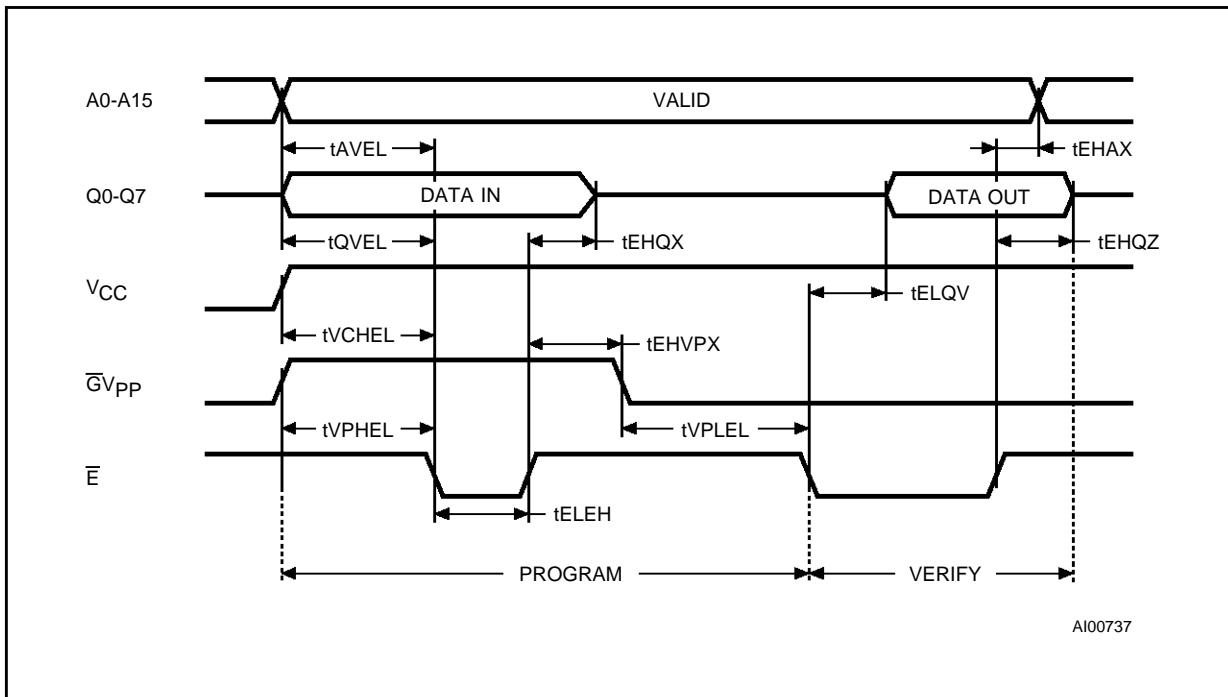 A0-A15
VALID
tAVEL
tEHAX
Q0-Q7
DATA IN
DATA OUT
tQVEL
tEHQX
tEHQZ
VCC
tELQV
tVCHEL
tEHVPX
G̅VPP
tVPHEL
tVPLEL
E̅
tELEH
PROGRAM
VERIFY
AI00737